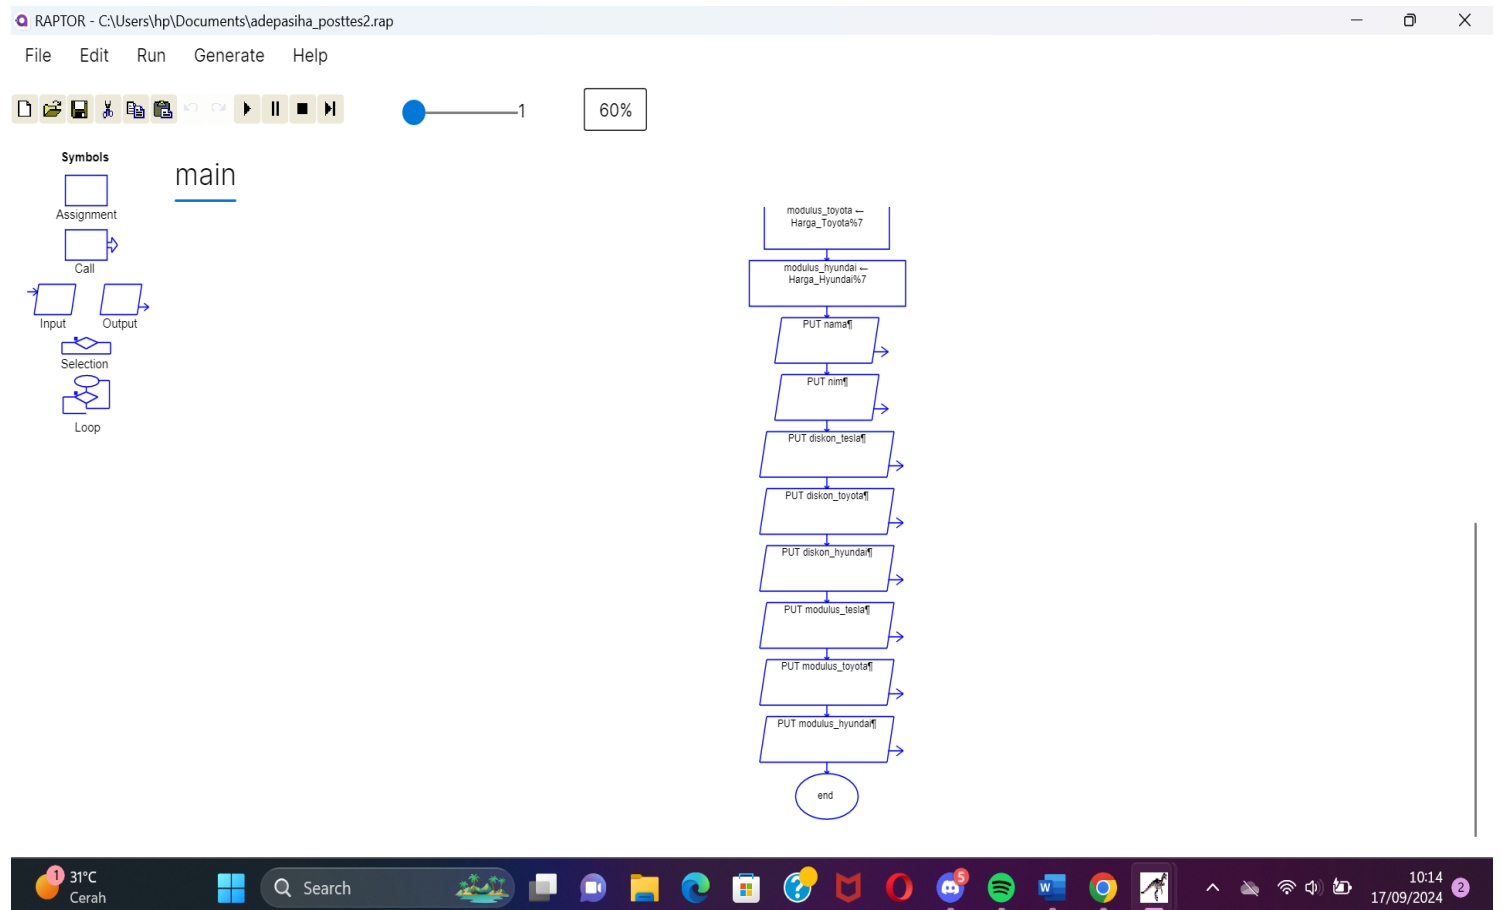 RAPTOR - C:\Users\hp\Documents\adepasiha_posttes2.rap
File Edit Run Generate Help
1
60%
Symbols
main
Assignment
Call
Input Output
Selection
Loop
modulus_toyota ←
Harga_Toyota%7
modulus_hyundai ←
Harga_Hyundai%7
PUT nama¶
PUT nim¶
PUT diskon_tesla¶
PUT diskon_toyota¶
PUT diskon_hyundai¶
PUT modulus_tesla¶
PUT modulus_toyota¶
PUT modulus_hyundai¶
end
1
31°C
Cerah
Search
5
W
10:14
17/09/2024
2